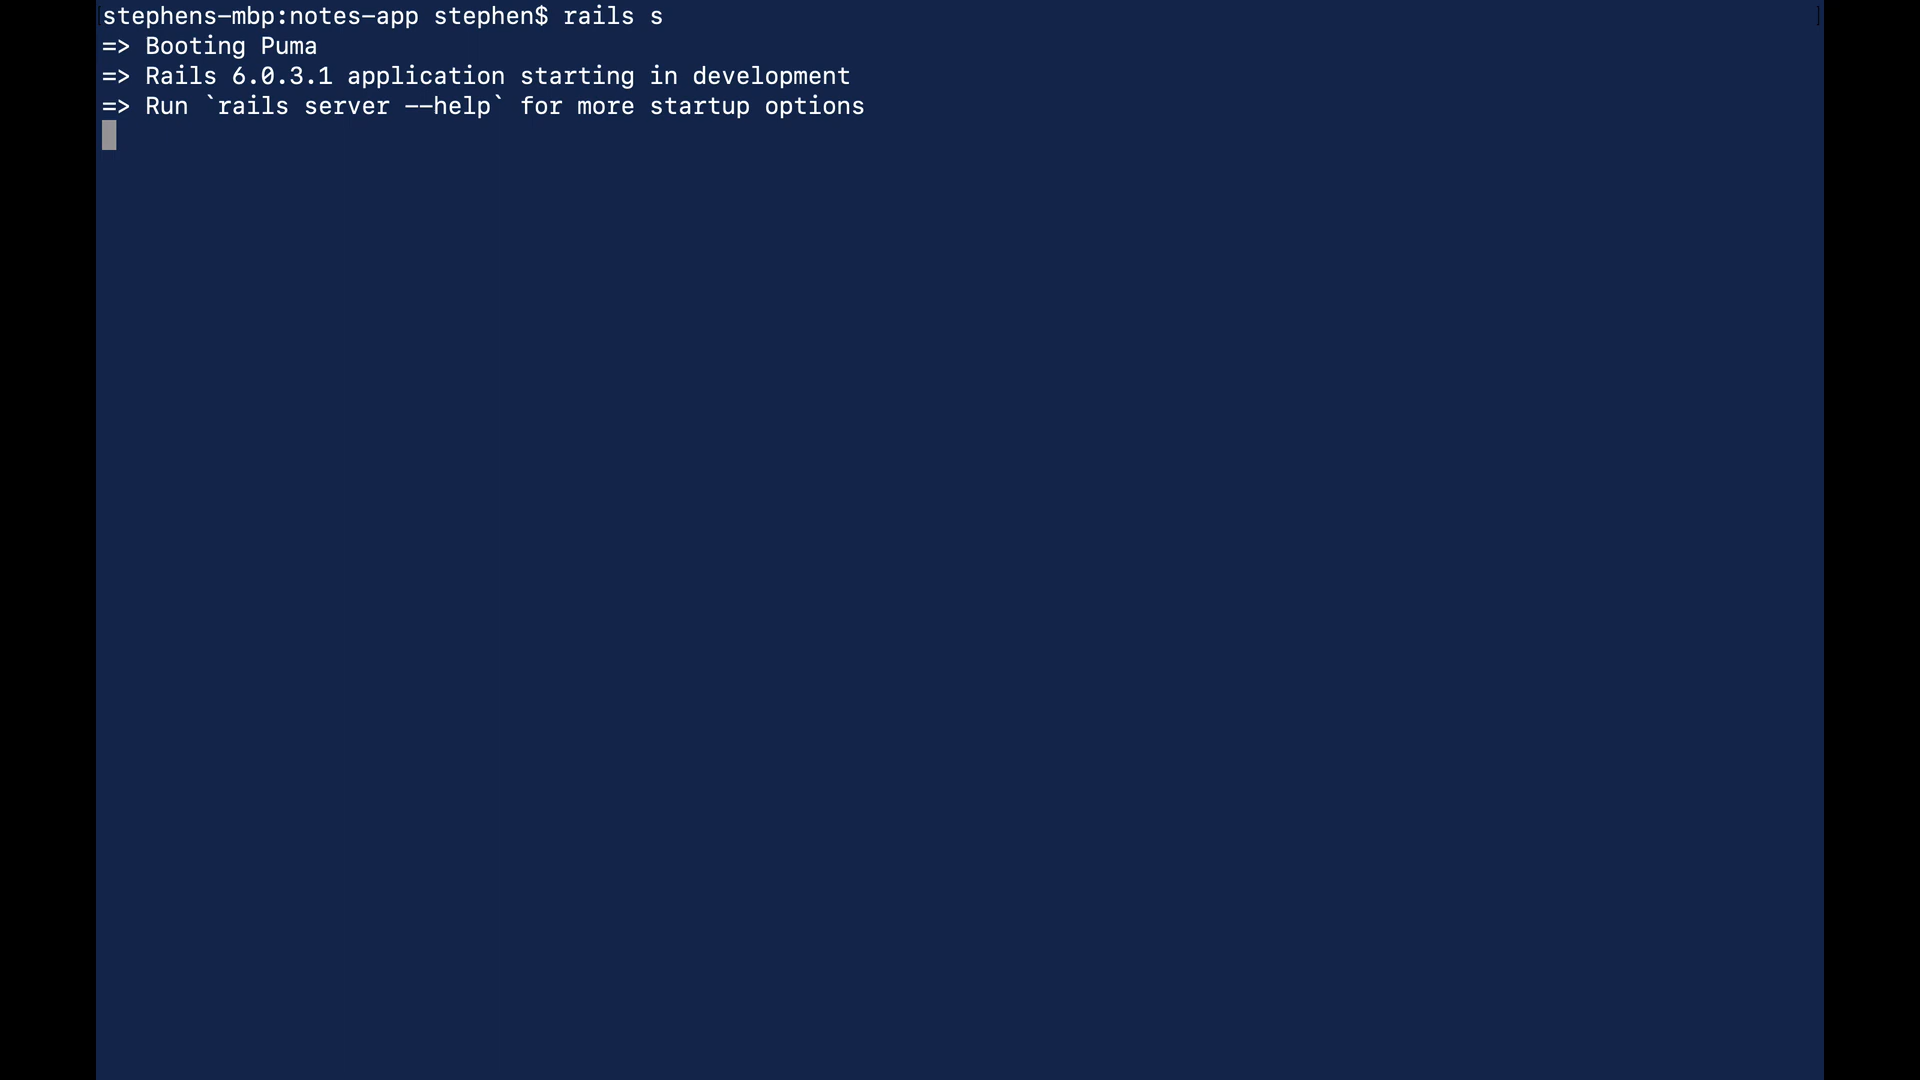 stephens-mbp:notes-app stephen$ rails s
=> Booting Puma
=> Rails 6.0.3.1 application starting in development
=> Run `rails server --help` for more startup options